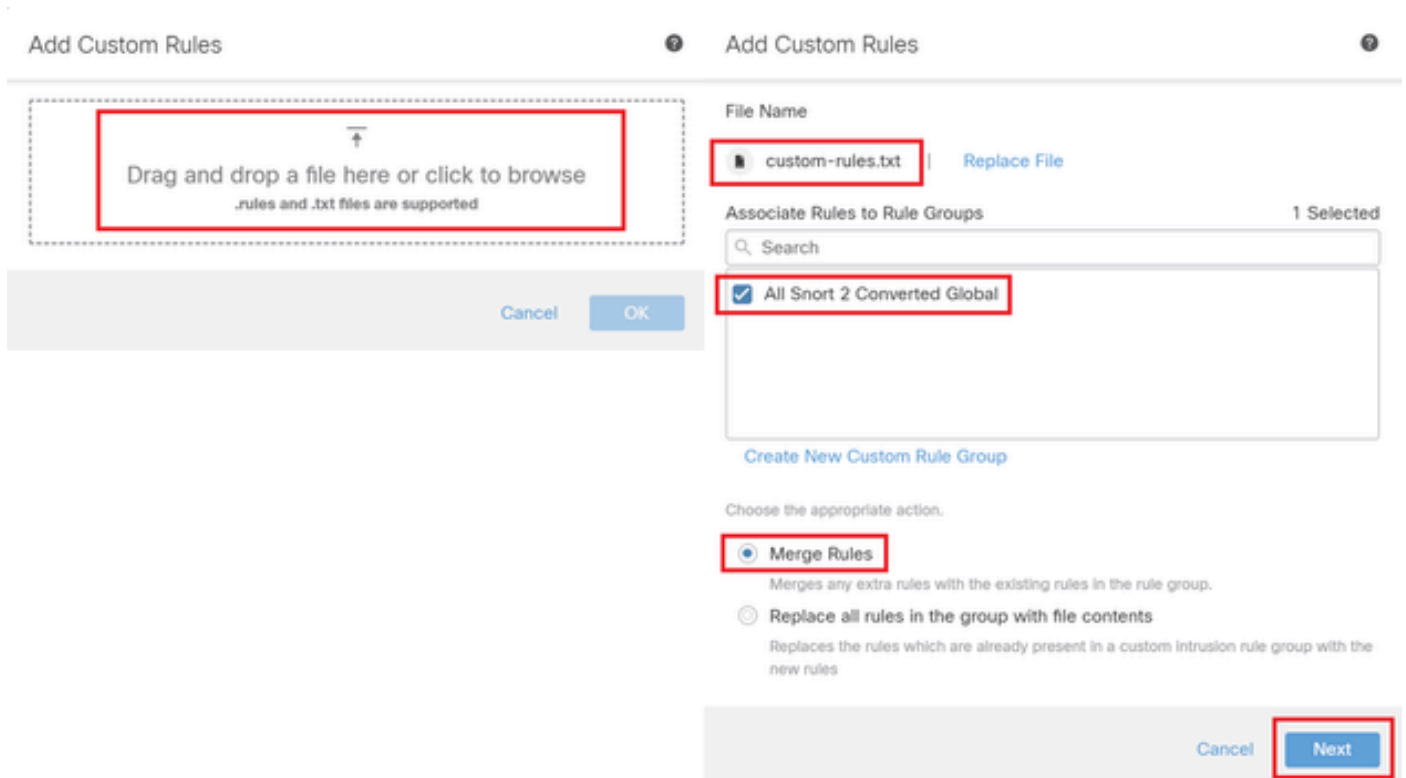 Add Custom Rules
Drag and drop a file here or click to browse
.rules and .txt files are supported
Cancel OK
Add Custom Rules
File Name
custom-rules.txt | Replace File
Associate Rules to Rule Groups 1 Selected
Search
All Snort 2 Converted Global
Create New Custom Rule Group
Choose the appropriate action.
Merge Rules
Merges any extra rules with the existing rules in the rule group.
Replace all rules in the group with file contents
Replaces the rules which are already present in a custom intrusion rule group with the
new rules
Cancel Next